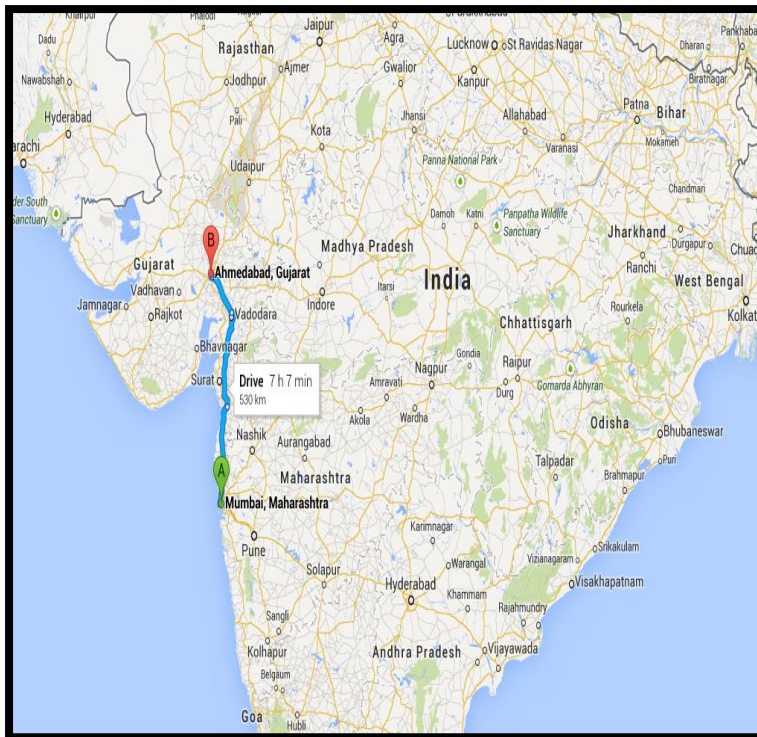 Khairpur
Phalodi
Jaipur
Agra
Lucknow
St Ravidas Nagar
Dharan
Pankhabari
Dadu
Rajasthan
Ajmer
Gwalior
Kanpur
Biratnagar
Nawabshah
Jodhpur
Hyderabad
Pali
Kota
Jhansi
Allahabad
Patna
Bihar
Varanasi
Mokameh
arachi
Udaipur
Panna National Park
der South
Sanctuary
Damoh
Katni
Panpatha Wildlife
Sanctuary
Chandmari
B
Madhya Pradesh
Jharkhand
Durgapur
Chuad
Gujarat
Ahmedabad, Gujarat
Ranchi
India
West Bengal
Vadhavan
Indore
Itarsi
Jamnagar
Rajkot
Vadodara
Chhattisgarh
Rourkela
Kolkat
Bhavnagar
Gondia
Nagpur
Raipur
Surat
Drive 7 h 7 min
530 km
Amravati
Durg
Gomarda Abhyran
Akola
Wardha
Odisha
Bhubaneswar
Nashik
Aurangabad
Puri
A
Maharashtra
Talpadar
Brahmapur
Mumbai, Maharashtra
Pune
Karimnagar
Srikakulam
Vizianagaram
Solapur
Warangal
Hyderabad
Khammam
Visakhapatnam
Rajahmundry
Sangli
Kolhapur
Andhra Pradesh
Vijayawada
Belgaum
Goa
Hubli